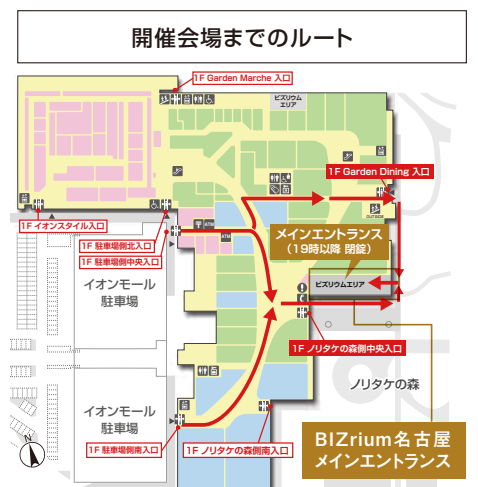 開催会場までのルート
1F Garden Marche 入口
ビズリウム
エリア
1F Garden Dining 入口
OUTSIDE
1F イオンスタイル入口
ATM
ATM
メインエントランス
(19時以降 閉錠)
1F 駐車場側北入口
1F 駐車場側中央入口
イオンモール
駐車場
ビズリウムエリア
1F ノリタケの森側中央入口
ノリタケの森
イオンモール
駐車場
BIZrium名古屋
メインエントランス
N
1F 駐車場側南入口
1F ノリタケの森側南入口